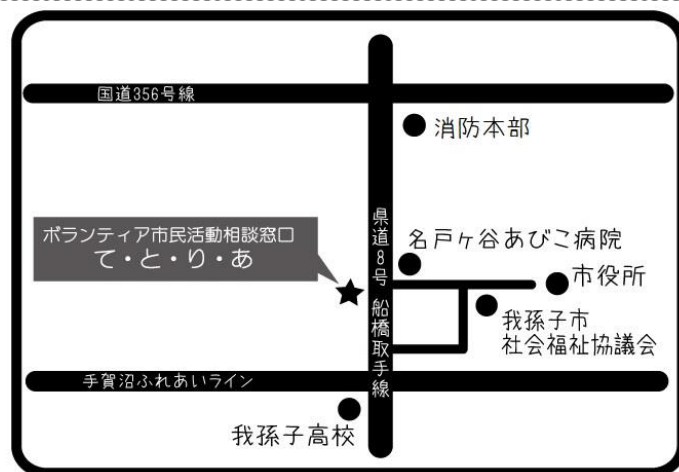 国道356号線
消防本部
ボランティア市民活動相談窓口
て・と・り・あ
県道8号 船橋取手線
名戸ヶ谷あびこ病院
市役所
我孫子市
社会福祉協議会
手賀沼ふれあいライン
我孫子高校